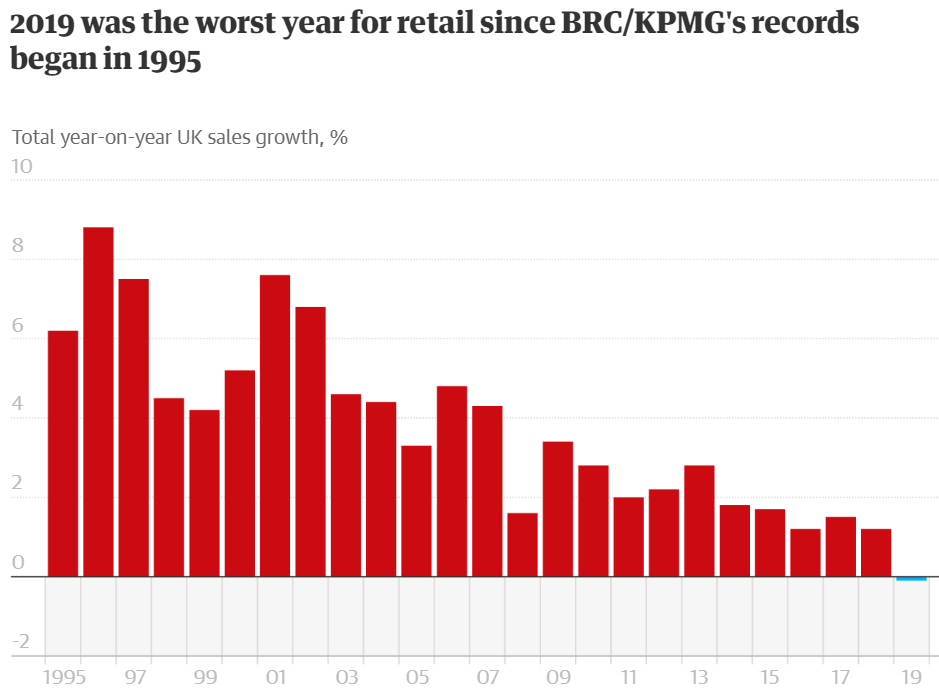 2019 was the worst year for retail since BRC/KPMG's records
began in 1995
Total year-on-year UK sales growth, %
10
8
6
4
2
0
-2
1995 97 99 01 03 05 07 09 11 13 15 17 19